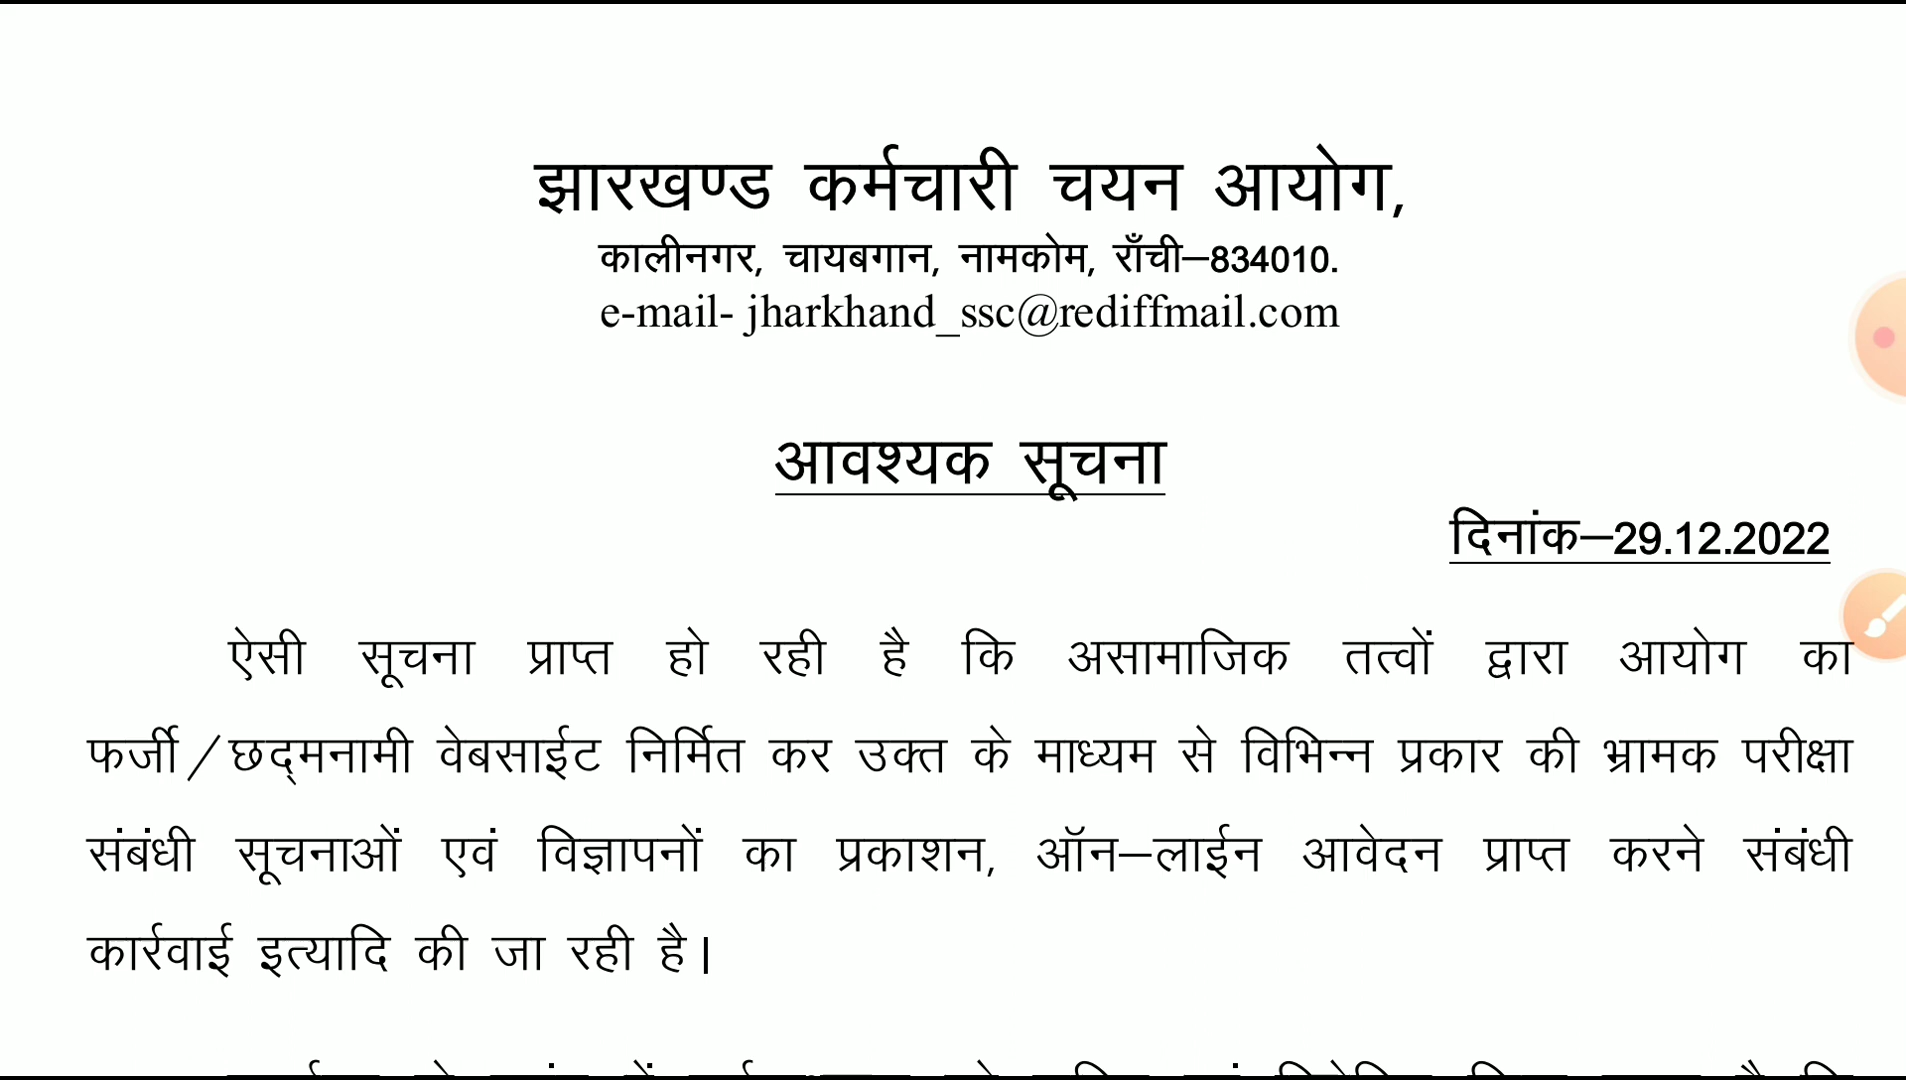 झारखण्ड कर्मचारी चयन आयोग,
कालीनगर, चायबगान, नामकोम, राँची–834010.
e-mail- jharkhand_ssc@rediffmail.com
आवश्यक सूचना
दिनांक–29.12.2022
ऐसी सूचना प्राप्त हो रही है कि असामाजिक तत्वों द्वारा आयोग का
फर्जी/छद्मनामी वेबसाईट निर्मित कर उक्त के माध्यम से विभिन्न प्रकार की भ्रामक परीक्षा
संबंधी सूचनाओं एवं विज्ञापनों का प्रकाशन, ऑन–लाईन आवेदन प्राप्त करने संबंधी
कार्रवाई इत्यादि की जा रही है।